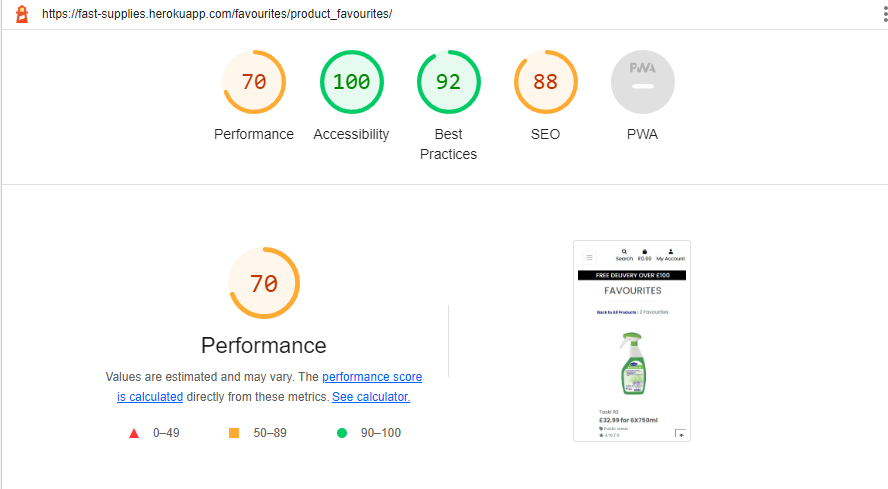 https://fast-supplies.herokuapp.com/favourites/product_favourites/
70
100
92
88
PWA
Performance
Accessibility
Best
Practices
SEO
PWA
70
Performance
Values are estimated and may vary. The performance score
is calculated directly from these metrics. See calculator.
0–49
50–89
90–100
Search
£0.00
My Account
FREE DELIVERY OVER £100
FAVOURITES
Back to All Products | 2 Favourites
Taski R2
£32.99 for 6X750ml